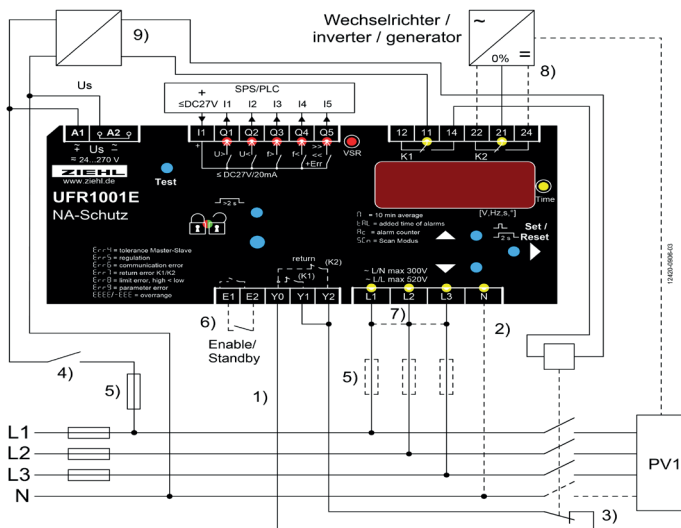 Wechselrichter /
inverter / generator
~
0%
=
8)
9)
Us
SPS/PLC
+
≤DC27V I1 I2 I3 I4 I5
A1 A2
~ Us ~
≂ 24...270 V
I1 Q1 Q2 Q3 Q4 Q5
+ U> U< f> f< >> <<
+Err
≤ DC27V/20mA
VSR
12 11 14 22 21 24
K1 K2
ZIEHL
www.ziehl.de
UFR1001E
NA-Schutz
Test
>2 s
Time
[V,Hz,s,°]
= 10 min average
= added time of alarms
= alarm counter
= Scan Modus
Set /
Reset
2 s
Err4= tolerance Master-Slave
Err5= regulation
Err6= communication error
Err7= return error K1/K2
Err8= limit error, high < low
Err9= parameter error
EEEE/-EEE = overrange
return (K2)
(K1)
~ L/N max 300V
~ L/L max 520V
E1 E2 Y0 Y1 Y2
L1 L2 L3 N
12420-0906-03
6)
Enable/
Standby
7)
2)
4)
5)
1)
5)
L1
L2
L3
N
PV1
3)